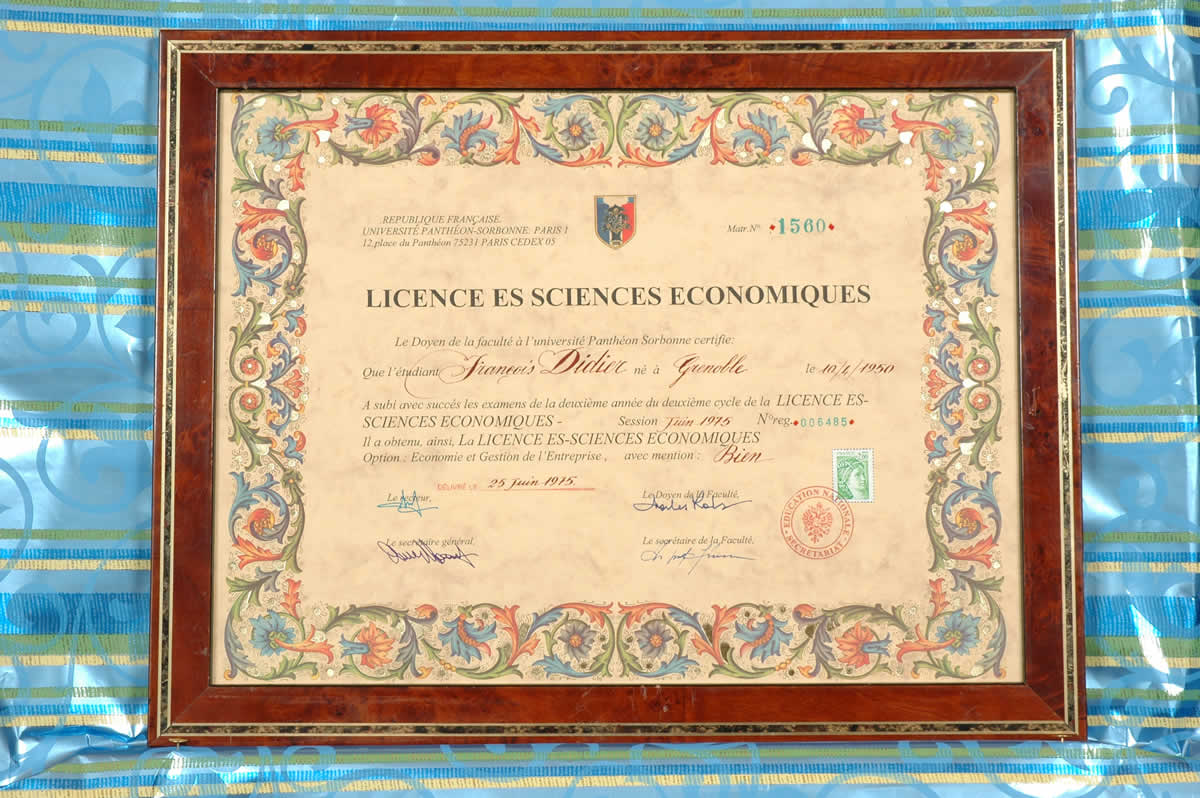 REPUBLIQUE FRANÇAISE.
UNIVERSITÉ PANTHÉON-SORBONNE. PARIS 1
12,place du Panthéon 75231 PARIS CEDEX 05
Matr.N° 1560
LICENCE ES SCIENCES ECONOMIQUES
Le Doyen de la faculté à l'université Panthéon Sorbonne certifie:
Que l'étudiant François Didier né à Grenoble le 10/1/1950
A subi avec succés les examens de la deuxième année du deuxième cycle de la LICENCE ES-
SCIENCES ECONOMIQUES - Session Juin 1975 N°reg. 006485
Il a obtenu, ainsi, La LICENCE ES-SCIENCES ECONOMIQUES
Option : Economie et Gestion de l'Entreprise , avec mention : Bien
DÉLIVRÉ LE 25 Juin 1975.
Le recteur,
Le Doyen de la Faculté,
EDUCATION NATIONALE
SECRETARIAT
Le secrétaire général,
Le secrétaire de la Faculté,